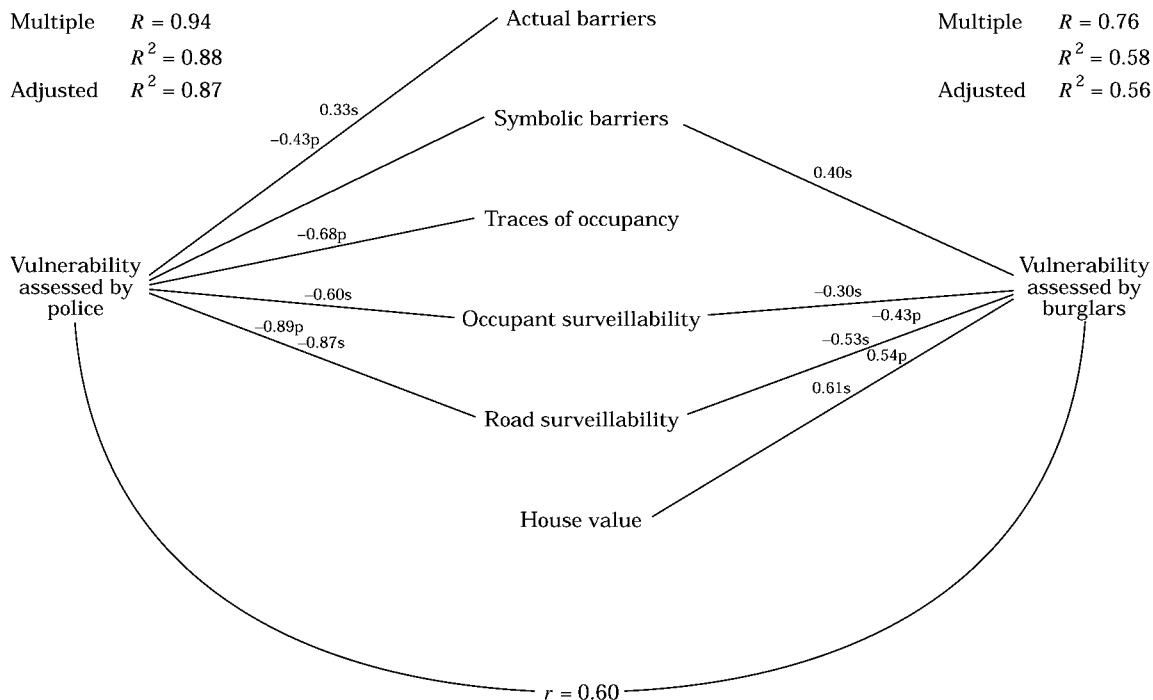 Multiple R = 0.94
R² = 0.88
Adjusted R² = 0.87
Multiple R = 0.76
R² = 0.58
Adjusted R² = 0.56
Actual barriers
0.33s
−0.43p
Symbolic barriers
0.40s
Traces of occupancy
−0.68p
Vulnerability
assessed by
police
Vulnerability
assessed by
burglars
−0.60s
Occupant surveillability
−0.30s
−0.43p
−0.89p
−0.87s
−0.53s
0.54p
0.61s
Road surveillability
House value
r = 0.60